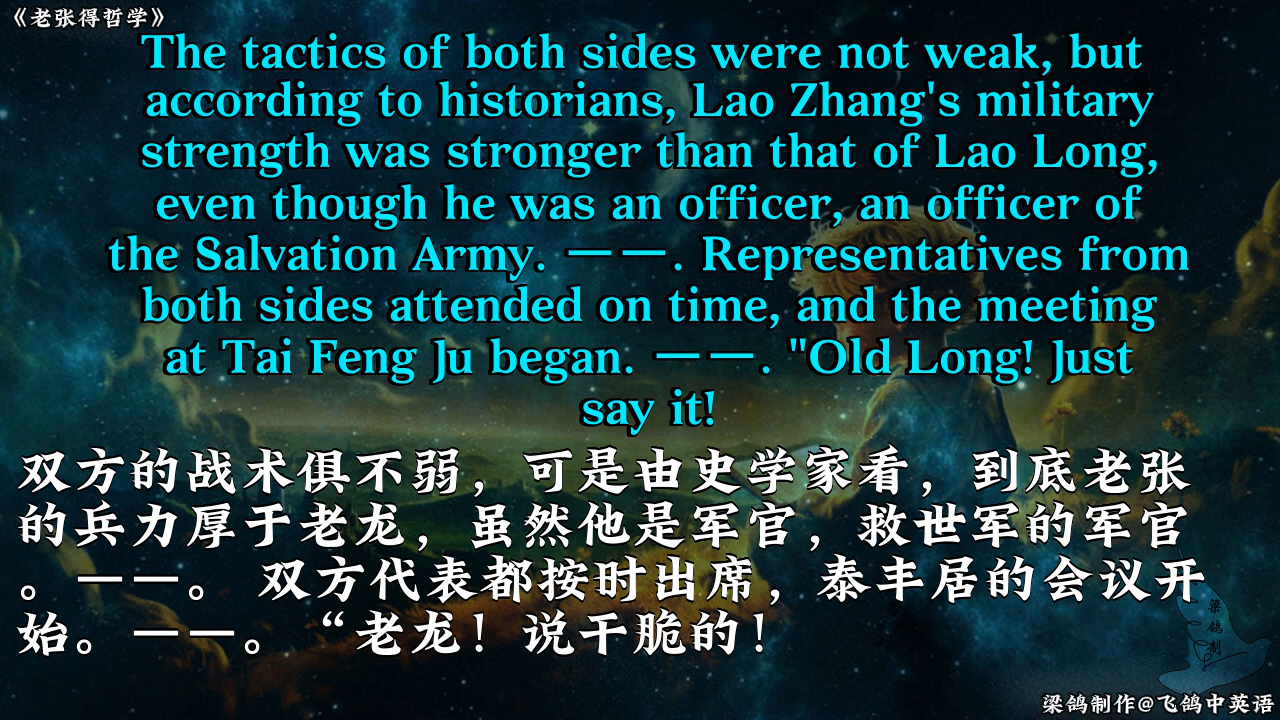 《老张得哲学》
The tactics of both sides were not weak, but
according to historians, Lao Zhang's military
strength was stronger than that of Lao Long,
even though he was an officer, an officer of
the Salvation Army. ——. Representatives from
both sides attended on time, and the meeting
at Tai Feng Ju began. ——. "Old Long! Just
say it!
双方的战术俱不弱，可是由史学家看，到底老张
的兵力厚于老龙，虽然他是军官，救世军的军官
。——。 双方代表都按时出席，泰丰居的会议开
始。——。“老龙！说干脆的！
梁
鸽
制
梁鸽制作@飞鸽中英语